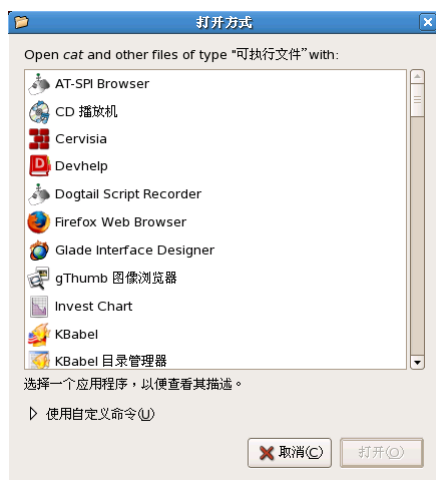 打开方式
Open cat and other files of type "可执行文件"with:
AT-SPI Browser
CD 播放机
Cervisia
Devhelp
Dogtail Script Recorder
Firefox Web Browser
Glade Interface Designer
gThumb 图像浏览器
Invest Chart
KBabel
KBabel 目录管理器
选择一个应用程序，以便查看其描述。
使用自定义命令(U)
取消(C)
打开(O)